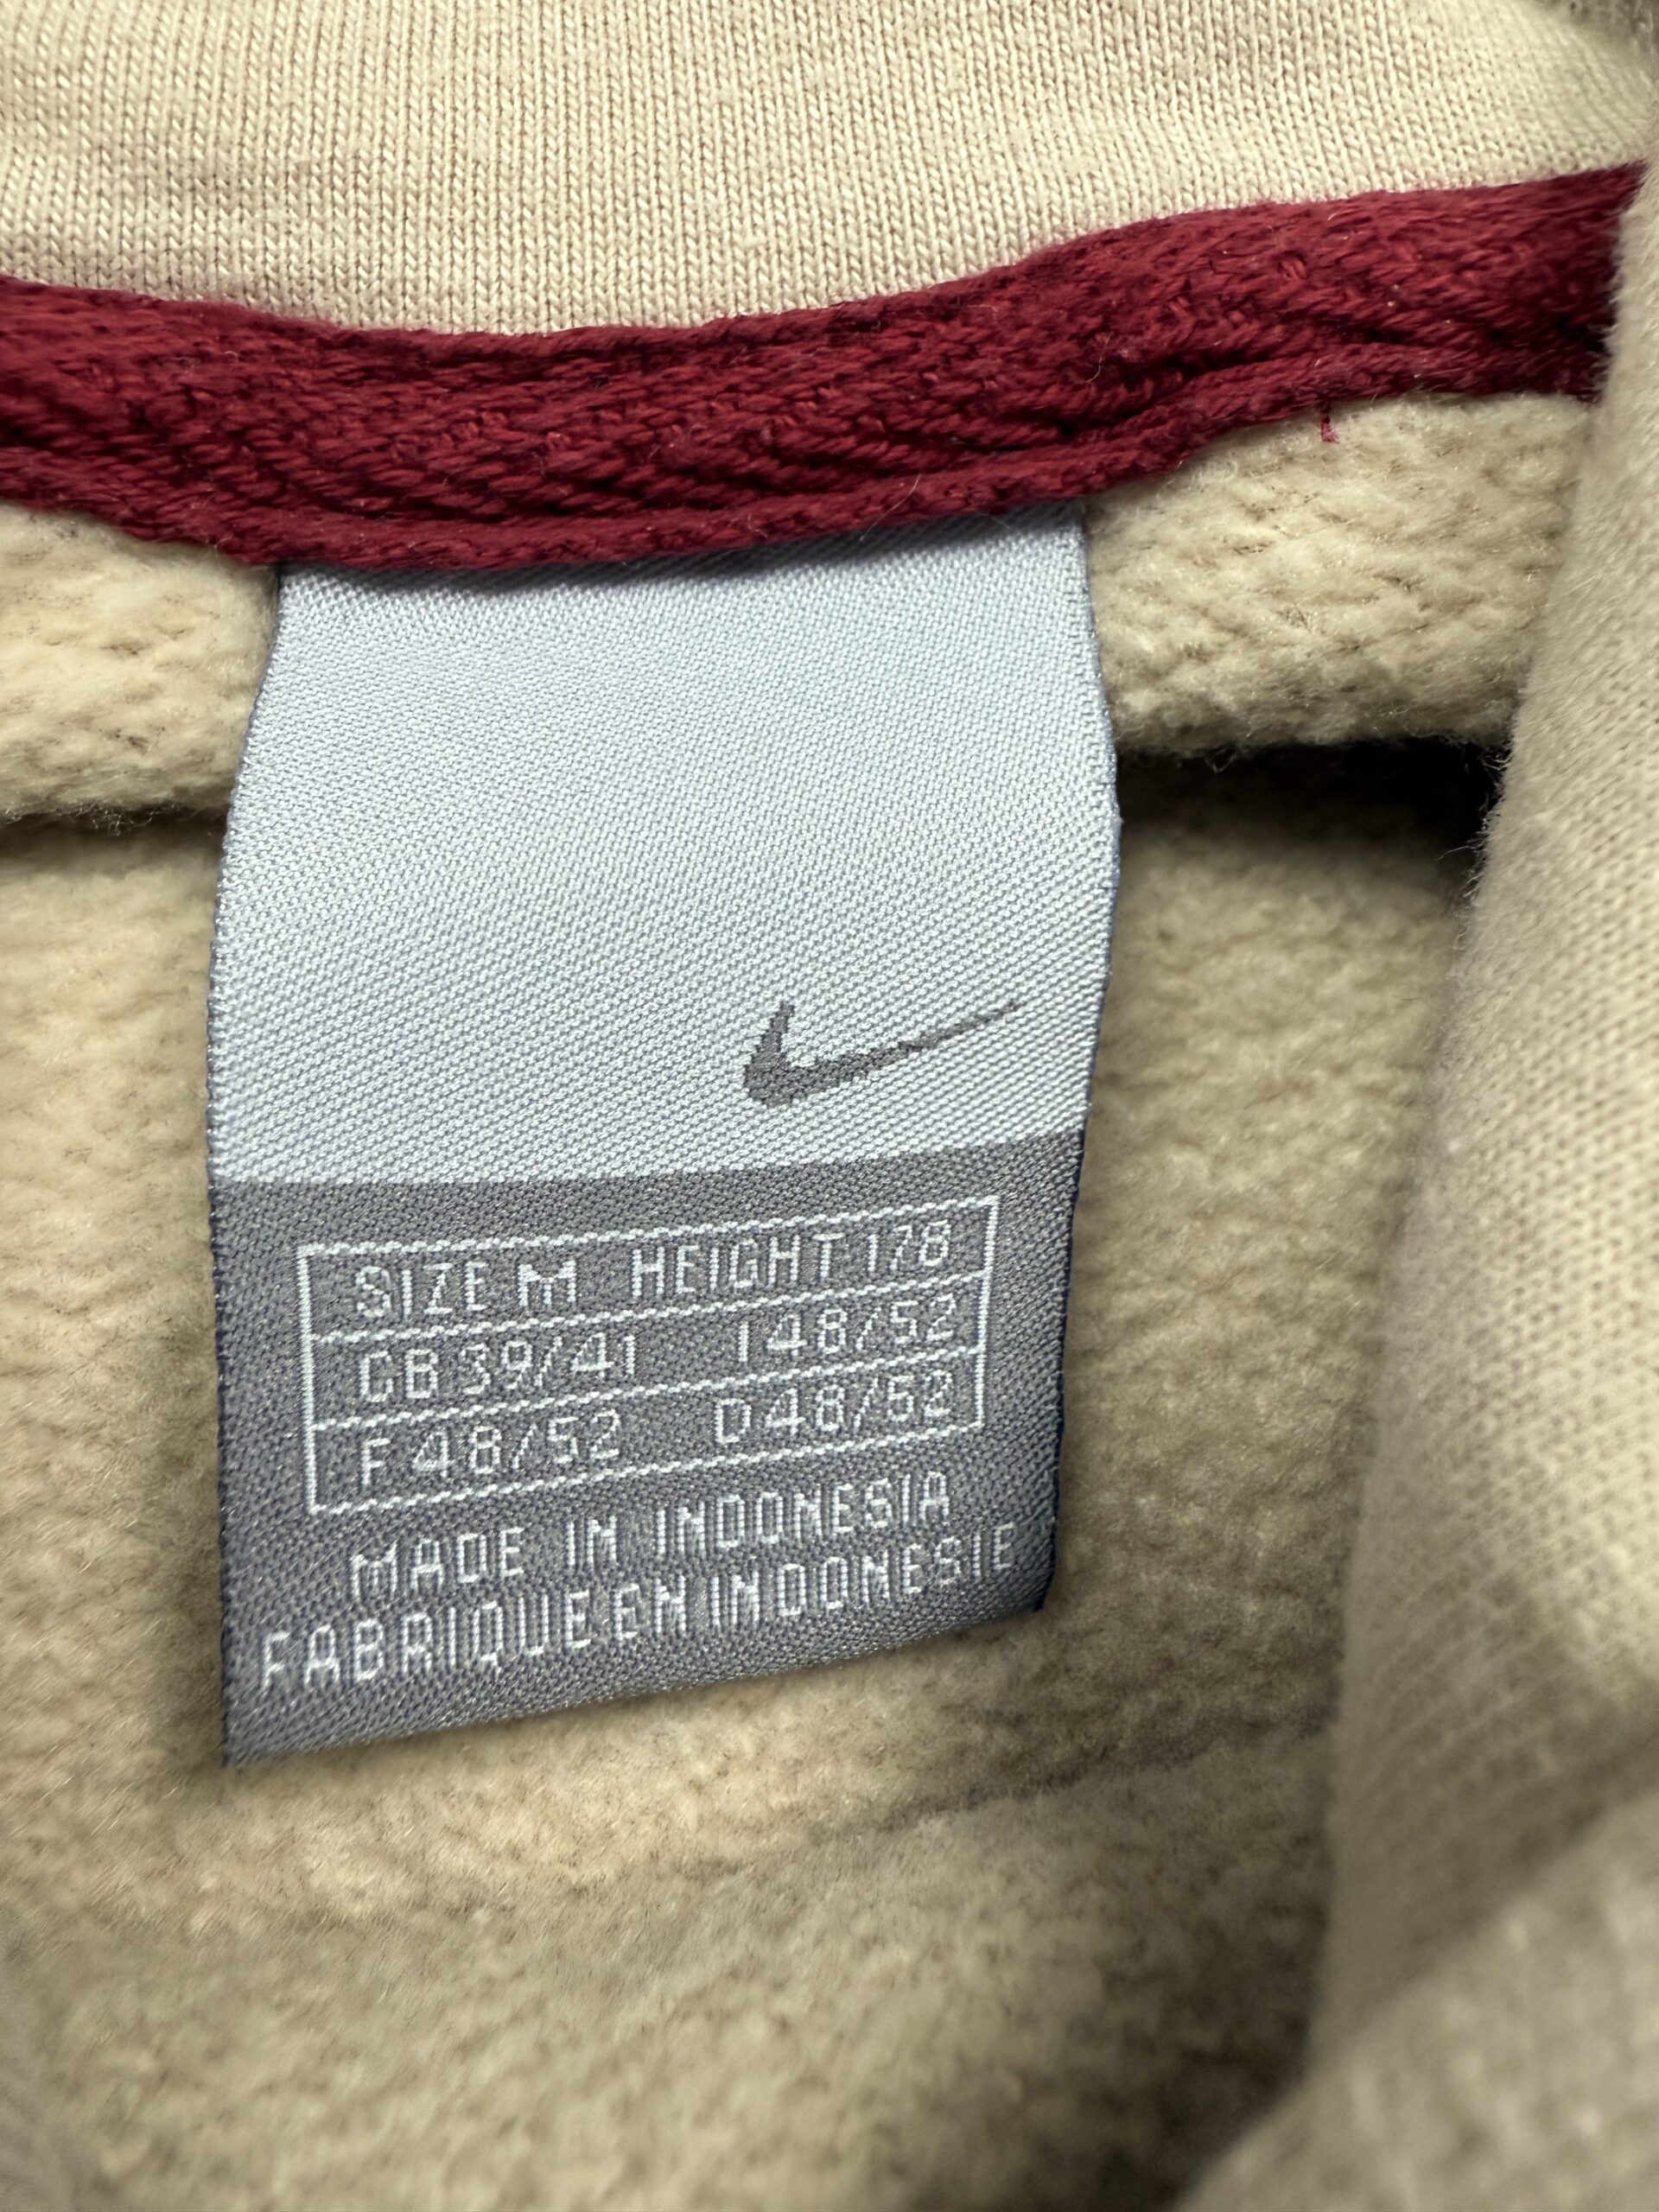 SIZE M HEIGHT 178
GB 39/41 I 48/52
F 48/52 D 48/52
MADE IN INDONESIA
FABRIQUE EN INDONESIE